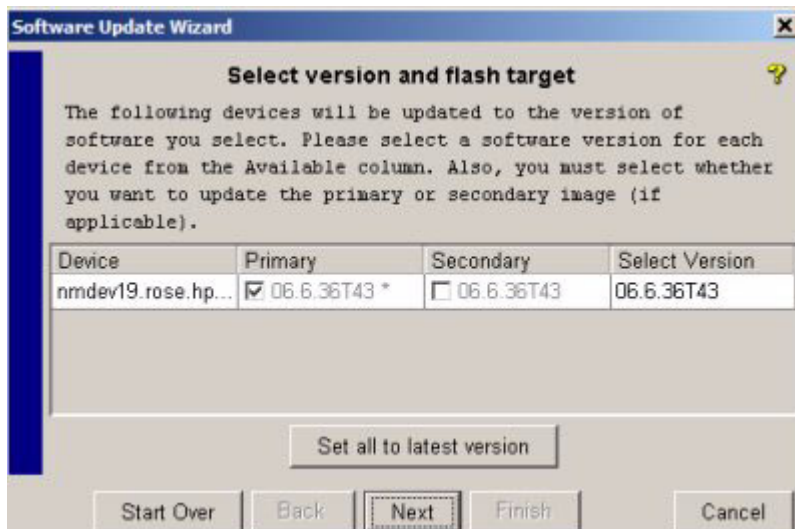 Software Update Wizard
Select version and flash target
The following devices will be updated to the version of
software you select. Please select a software version for each
device from the Available column. Also, you must select whether
you want to update the primary or secondary image (if
applicable).
Device Primary Secondary Select Version
nmdev19.rose.hp... 06.6.36T43 * 06.6.36T43 06.6.36T43
Set all to latest version
Start Over Back Next Finish Cancel